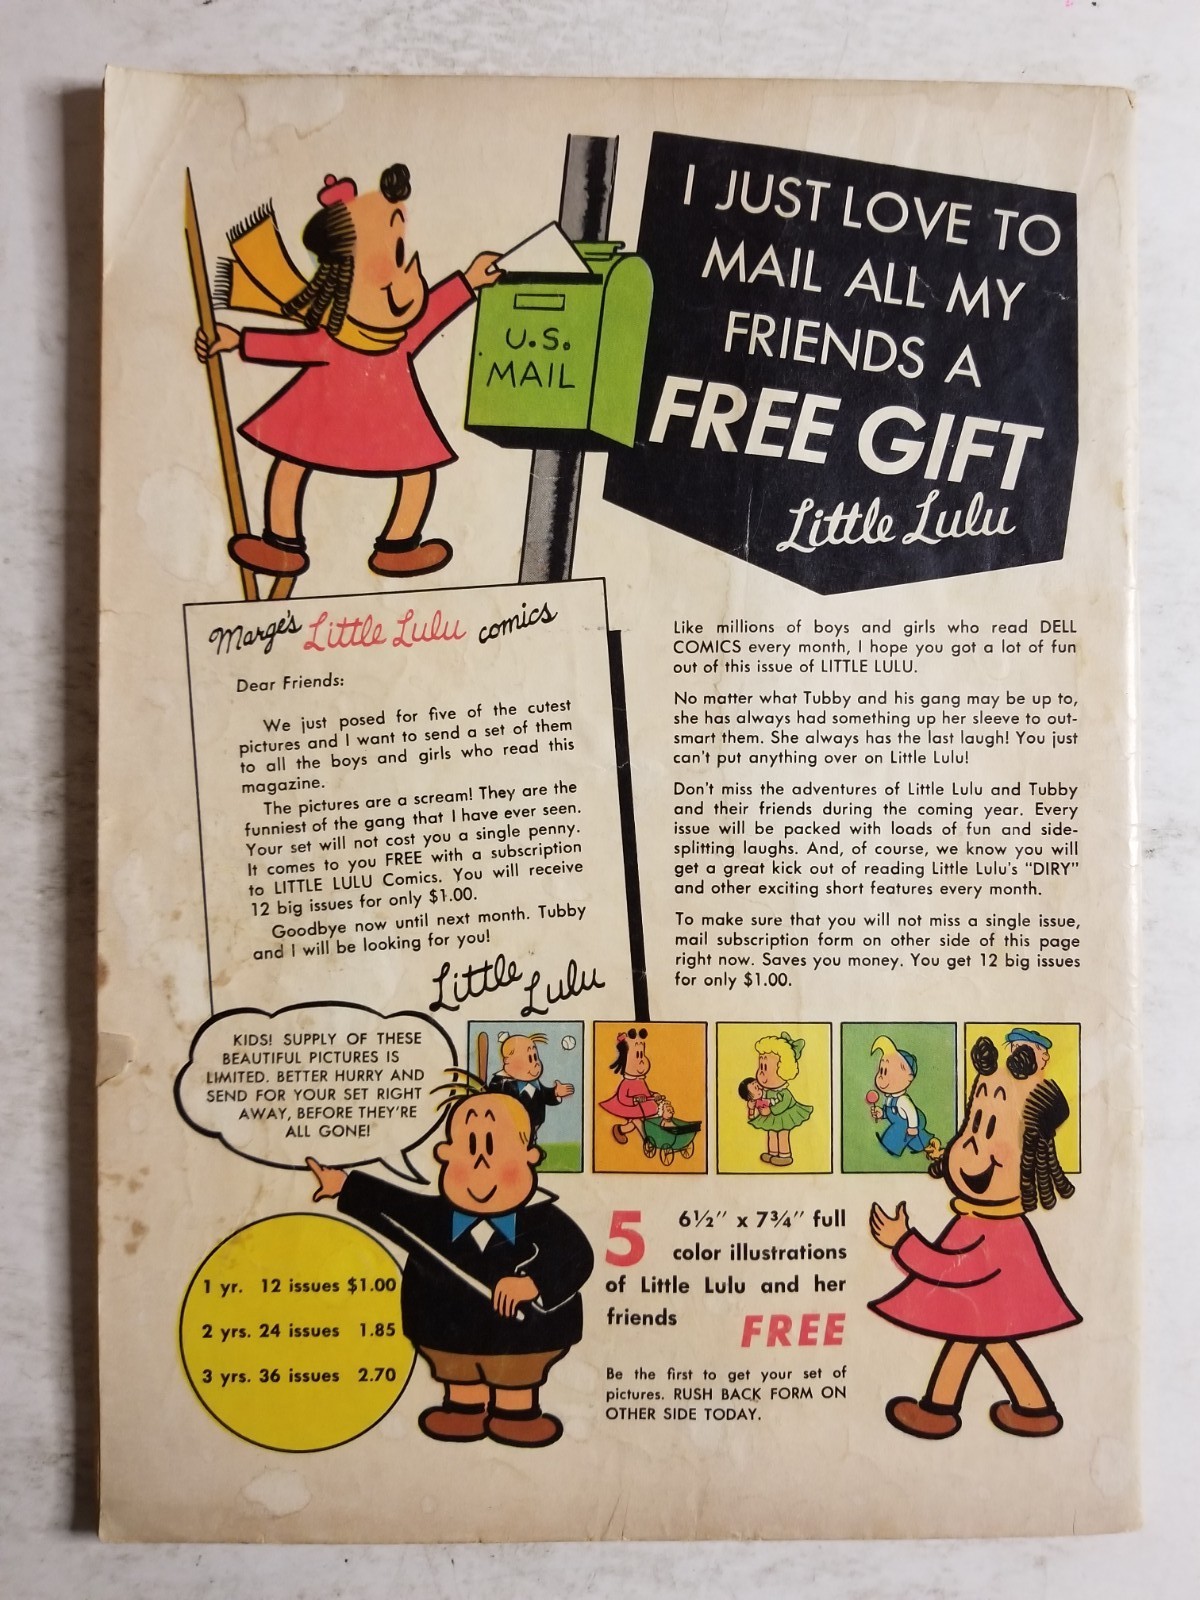 I JUST LOVE TO
MAIL ALL MY
FRIENDS A
FREE GIFT
Little Lulu
U.S.
MAIL
Marge's Little Lulu comics
Dear Friends:
We just posed for five of the cutest
pictures and I want to send a set of them
to all the boys and girls who read this
magazine.
The pictures are a scream! They are the
funniest of the gang that I have ever seen.
Your set will not cost you a single penny.
It comes to you FREE with a subscription
to LITTLE LULU Comics. You will receive
12 big issues for only $1.00.
Goodbye now until next month. Tubby
and I will be looking for you!
Little Lulu
Like millions of boys and girls who read DELL
COMICS every month, I hope you got a lot of fun
out of this issue of LITTLE LULU.
No matter what Tubby and his gang may be up to,
she has always had something up her sleeve to out-
smart them. She always has the last laugh! You just
can't put anything over on Little Lulu!
Don't miss the adventures of Little Lulu and Tubby
and their friends during the coming year. Every
issue will be packed with loads of fun and side-
splitting laughs. And, of course, we know you will
get a great kick out of reading Little Lulu's "DIRY"
and other exciting short features every month.
To make sure that you will not miss a single issue,
mail subscription form on other side of this page
right now. Saves you money. You get 12 big issues
for only $1.00.
KIDS! SUPPLY OF THESE
BEAUTIFUL PICTURES IS
LIMITED. BETTER HURRY AND
SEND FOR YOUR SET RIGHT
AWAY, BEFORE THEY'RE
ALL GONE!
1 yr. 12 issues $1.00
2 yrs. 24 issues 1.85
3 yrs. 36 issues 2.70
5 6½" x 7¾" full
color illustrations
of Little Lulu and her
friends FREE
Be the first to get your set of
pictures. RUSH BACK FORM ON
OTHER SIDE TODAY.